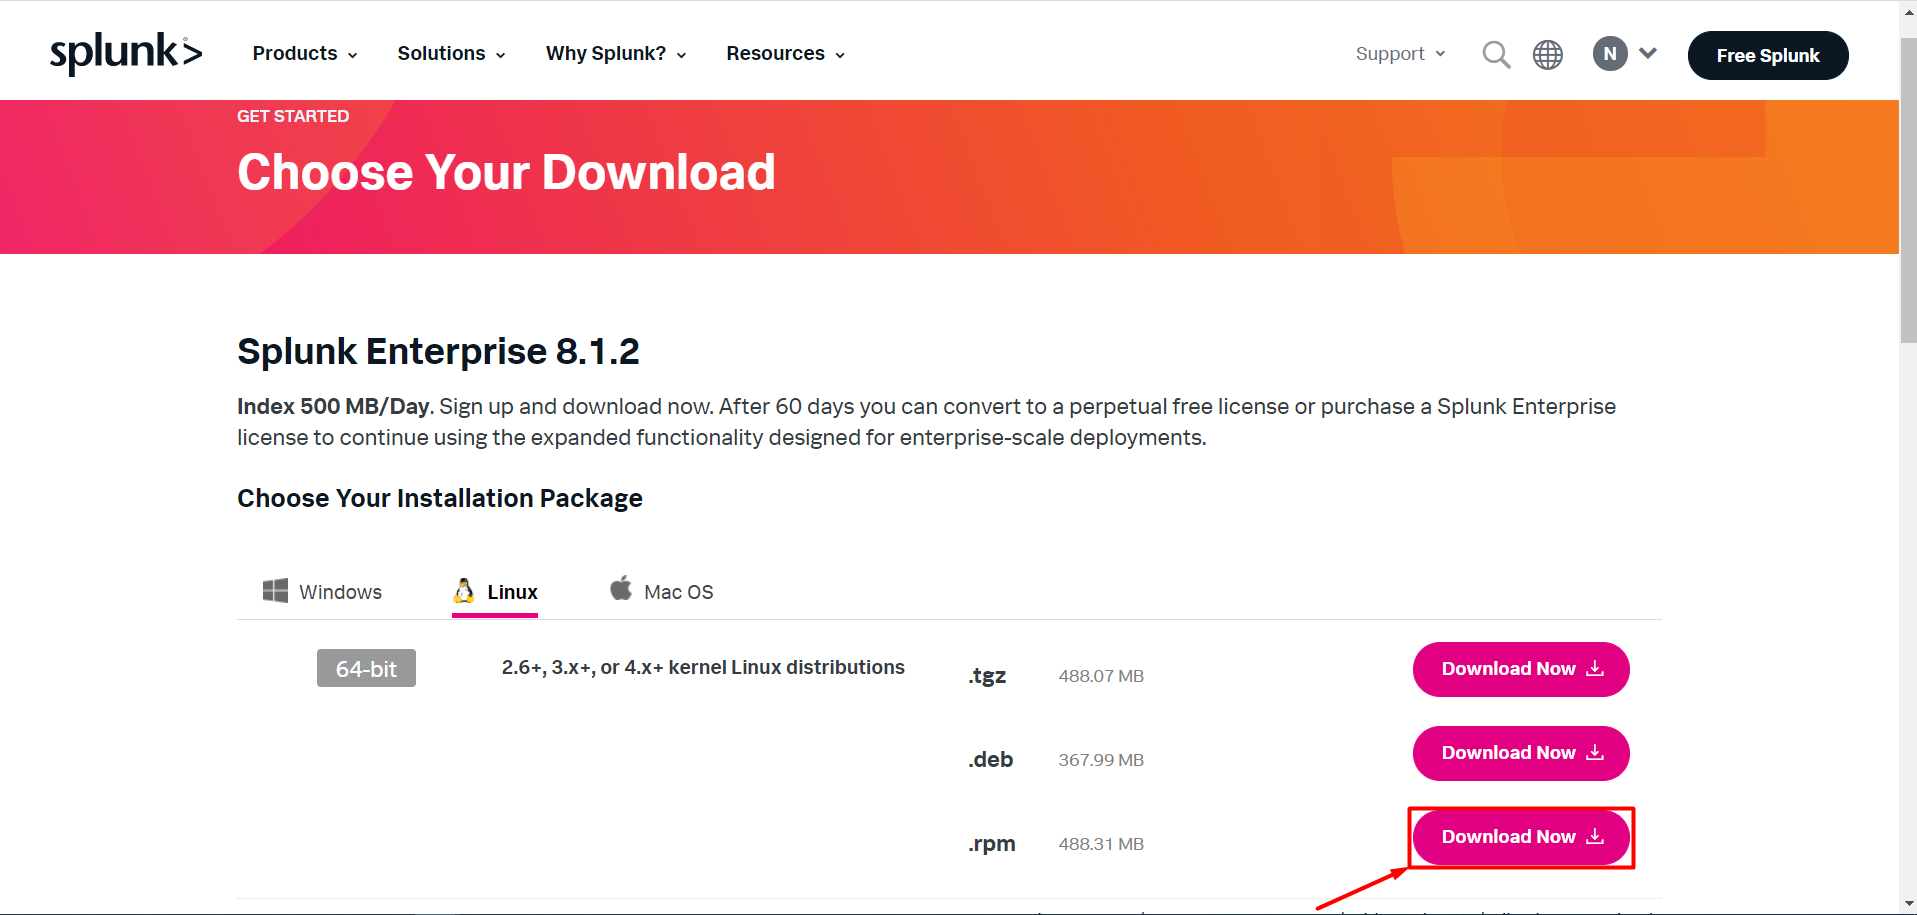 splunk>
Products
Solutions
Why Splunk?
Resources
Support
N
Free Splunk
GET STARTED
Choose Your Download
Splunk Enterprise 8.1.2
Index 500 MB/Day. Sign up and download now. After 60 days you can convert to a perpetual free license or purchase a Splunk Enterprise
license to continue using the expanded functionality designed for enterprise-scale deployments.
Choose Your Installation Package
Windows
Linux
Mac OS
64-bit
2.6+, 3.x+, or 4.x+ kernel Linux distributions
.tgz
488.07 MB
Download Now
.deb
367.99 MB
Download Now
.rpm
488.31 MB
Download Now